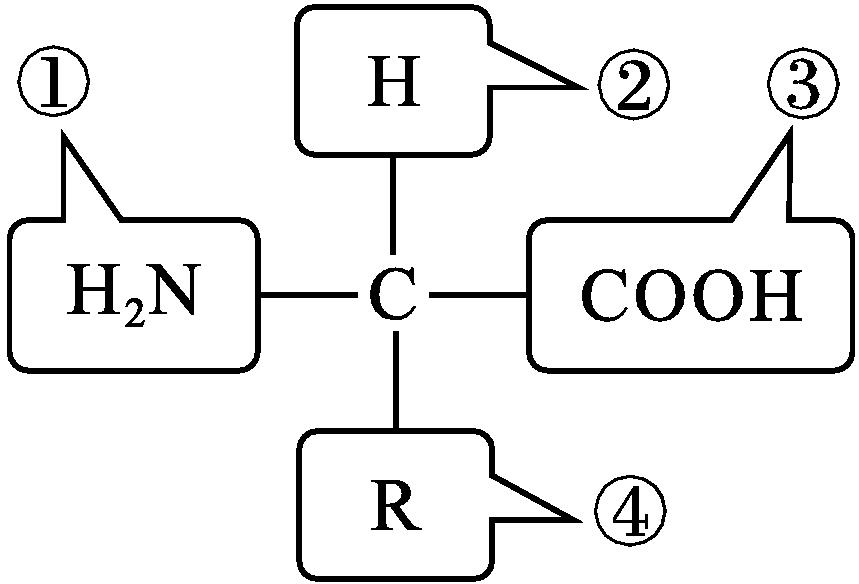 ① H ② ③
H₂N C COOH
R ④